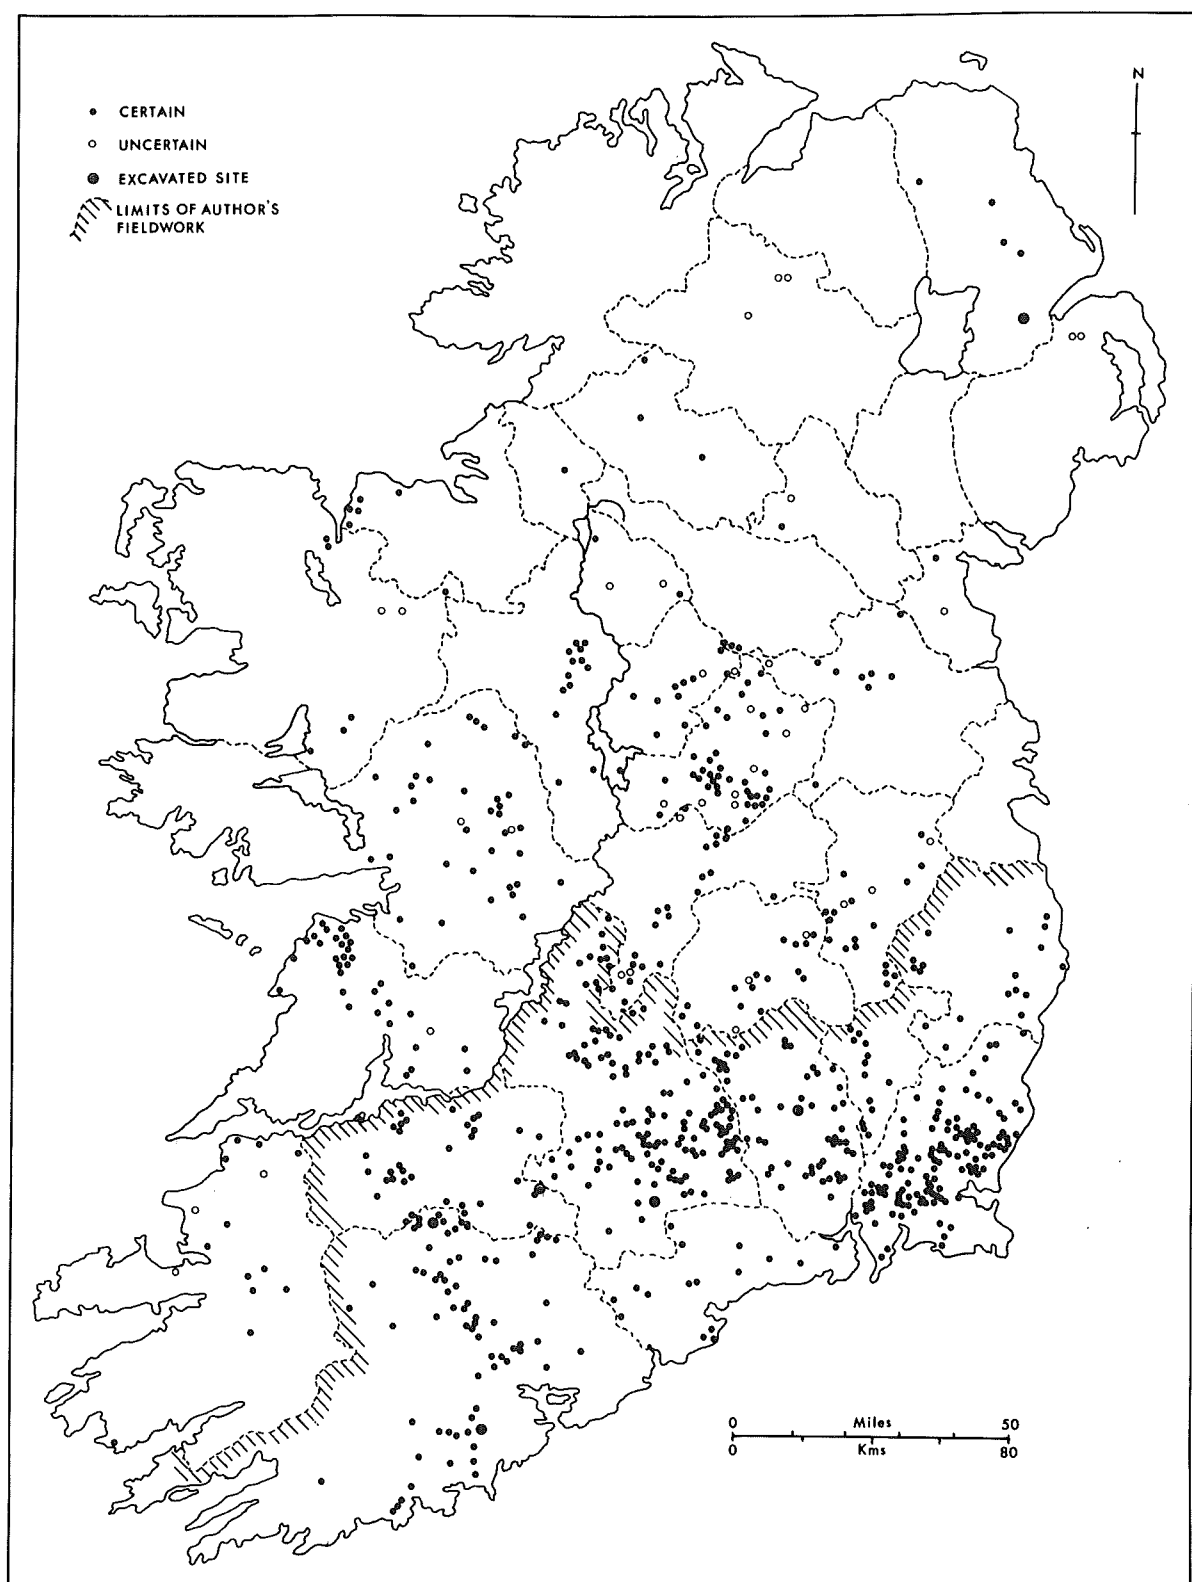 N
CERTAIN
UNCERTAIN
EXCAVATED SITE
LIMITS OF AUTHOR'S
FIELDWORK
0 Miles 50
0 Kms 80